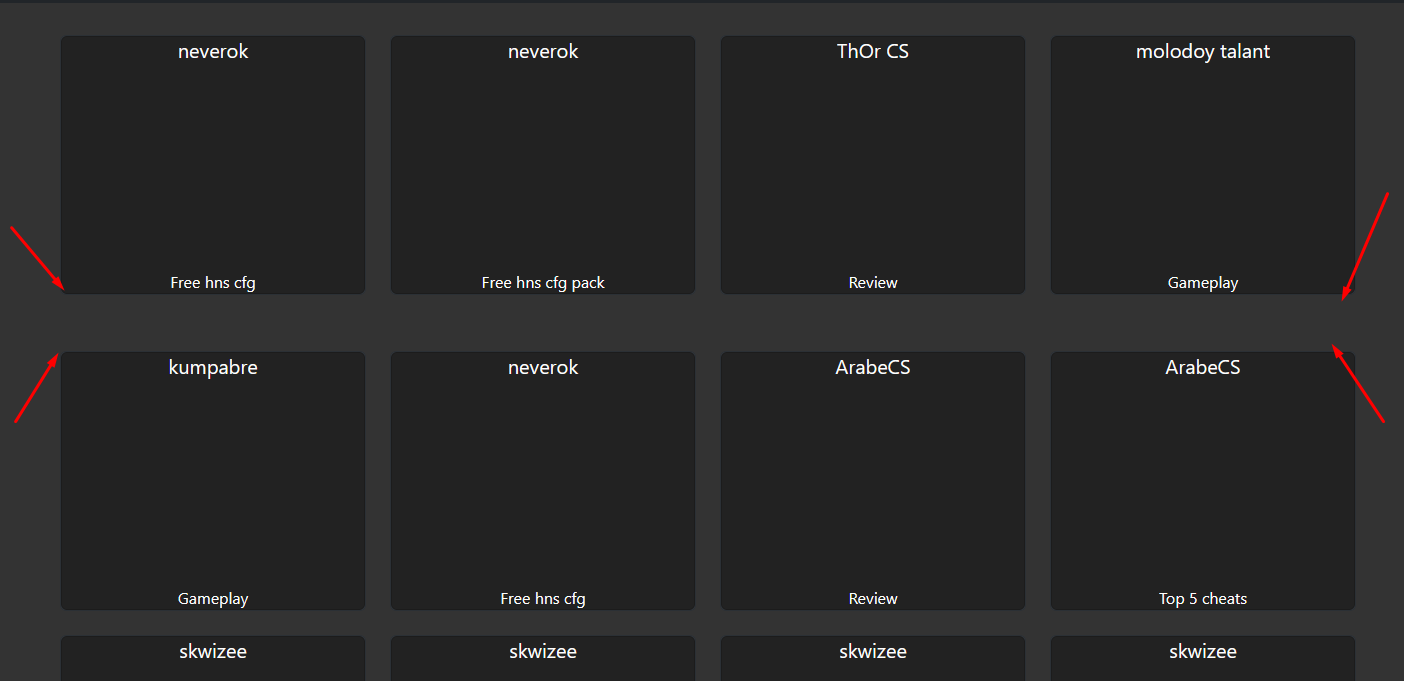 neverok
neverok
ThOr CS
molodoy talant
Free hns cfg
Free hns cfg pack
Review
Gameplay
kumpabre
neverok
ArabeCS
ArabeCS
Gameplay
Free hns cfg
Review
Top 5 cheats
skwizee
skwizee
skwizee
skwizee